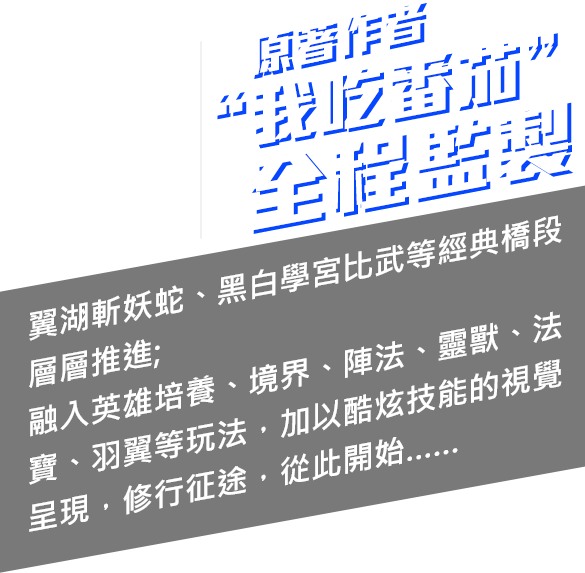 原著作者
“我吃番茄”
全程監製
翼湖斬妖蛇、黑白學宮比武等經典橋段
層層推進;
融入英雄培養、境界、陣法、靈獸、法
寶、羽翼等玩法，加以酷炫技能的視覺
呈現，修行征途，從此開始......